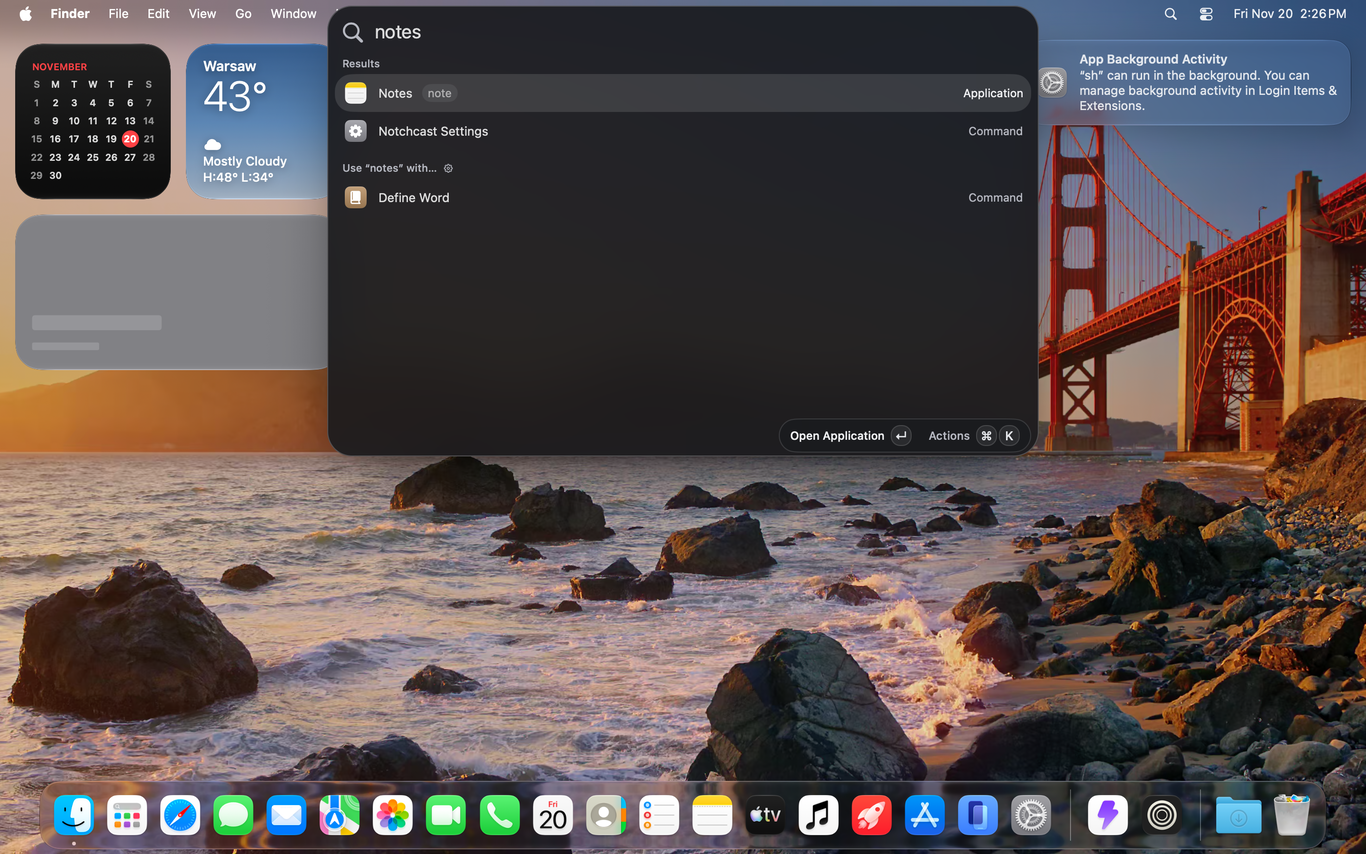 Finder File Edit View Go Window
Fri Nov 20 2:26 PM
notes
Results
Notes note Application
Notchcast Settings Command
Use “notes” with...
Define Word Command
Open Application ↵ Actions ⌘ K
NOVEMBER
S M T W T F S
1 2 3 4 5 6 7
8 9 10 11 12 13 14
15 16 17 18 19 20 21
22 23 24 25 26 27 28
29 30
Warsaw
43°
Mostly Cloudy
H:48° L:34°
App Background Activity
“sh” can run in the background. You can
manage background activity in Login Items &
Extensions.
Fri
20
tv